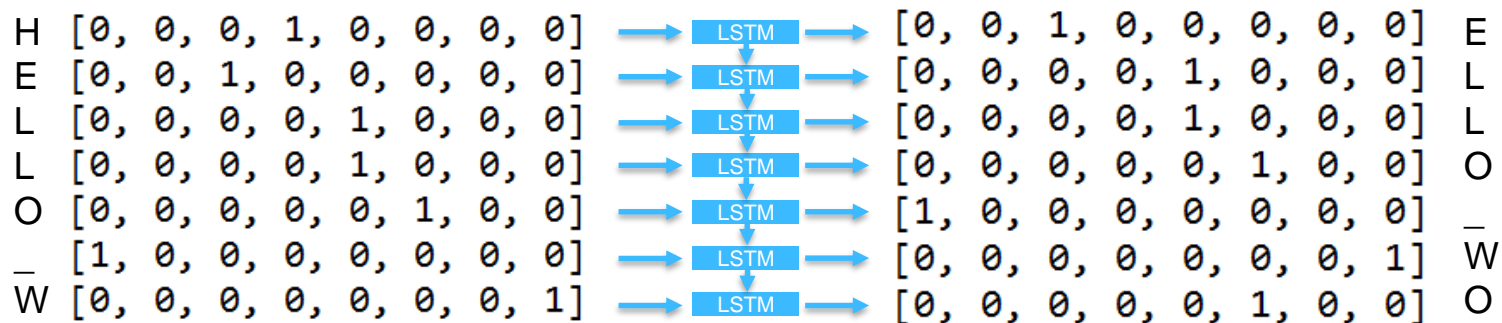 H [0, 0, 0, 1, 0, 0, 0, 0] LSTM [0, 0, 1, 0, 0, 0, 0, 0] E
E [0, 0, 1, 0, 0, 0, 0, 0] LSTM [0, 0, 0, 0, 1, 0, 0, 0] L
L [0, 0, 0, 0, 1, 0, 0, 0] LSTM [0, 0, 0, 0, 1, 0, 0, 0] L
L [0, 0, 0, 0, 1, 0, 0, 0] LSTM [0, 0, 0, 0, 0, 1, 0, 0] O
O [0, 0, 0, 0, 0, 1, 0, 0] LSTM [1, 0, 0, 0, 0, 0, 0, 0] _
_ [1, 0, 0, 0, 0, 0, 0, 0] LSTM [0, 0, 0, 0, 0, 0, 0, 1] W
W [0, 0, 0, 0, 0, 0, 0, 1] LSTM [0, 0, 0, 0, 0, 1, 0, 0] O